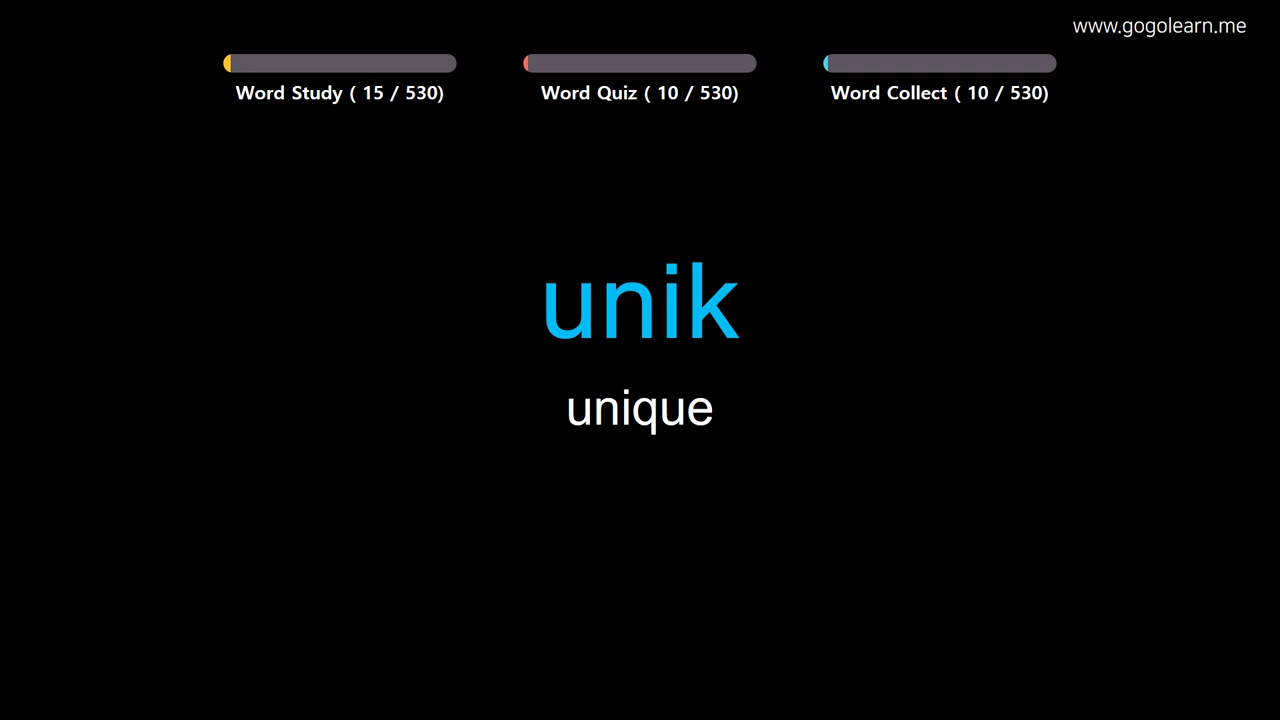 www.gogolearn.me
Word Study ( 15 / 530)
Word Quiz ( 10 / 530)
Word Collect ( 10 / 530)
unik
unique